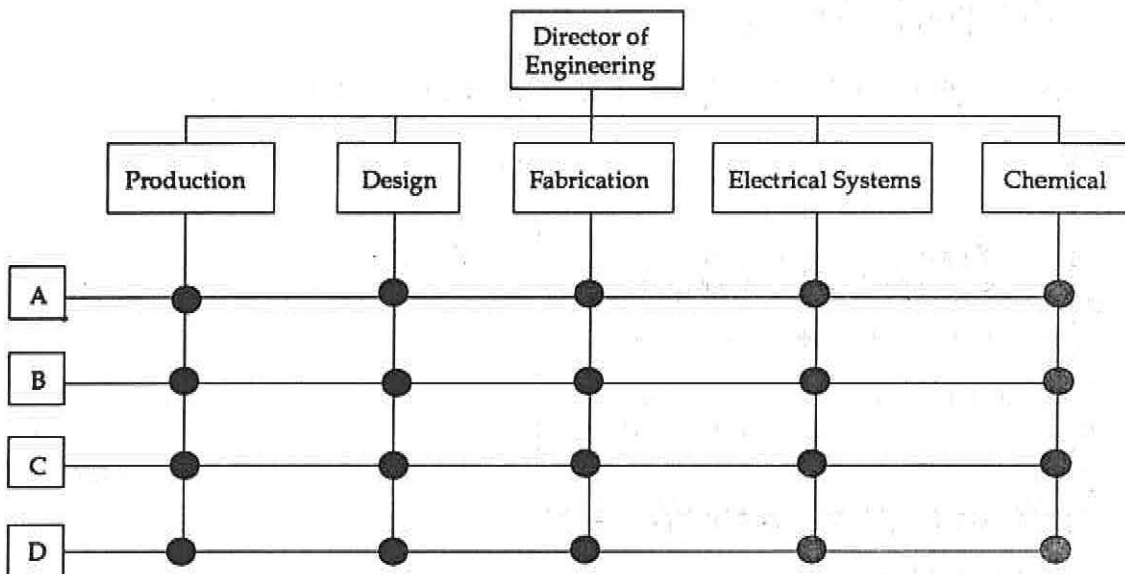 Director of
Engineering
Production
Design
Fabrication
Electrical Systems
Chemical
A
B
C
D